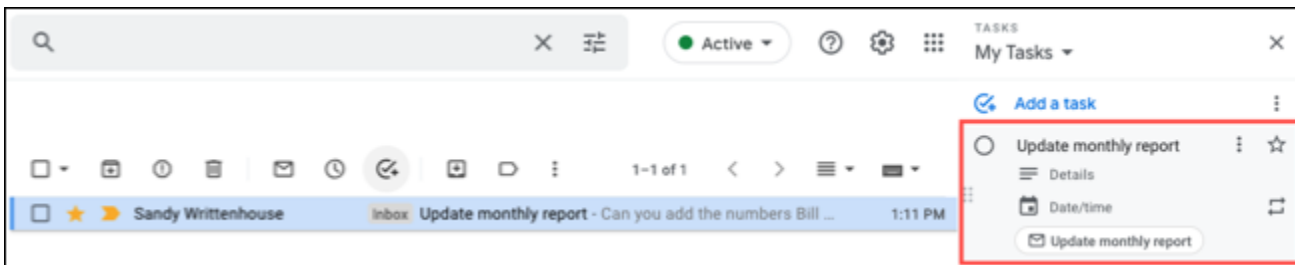 Active
TASKS
My Tasks
Add a task
Update monthly report
Details
Date/time
Update monthly report
1–1 of 1
Sandy Writtenhouse Inbox Update monthly report - Can you add the numbers Bill ... 1:11 PM